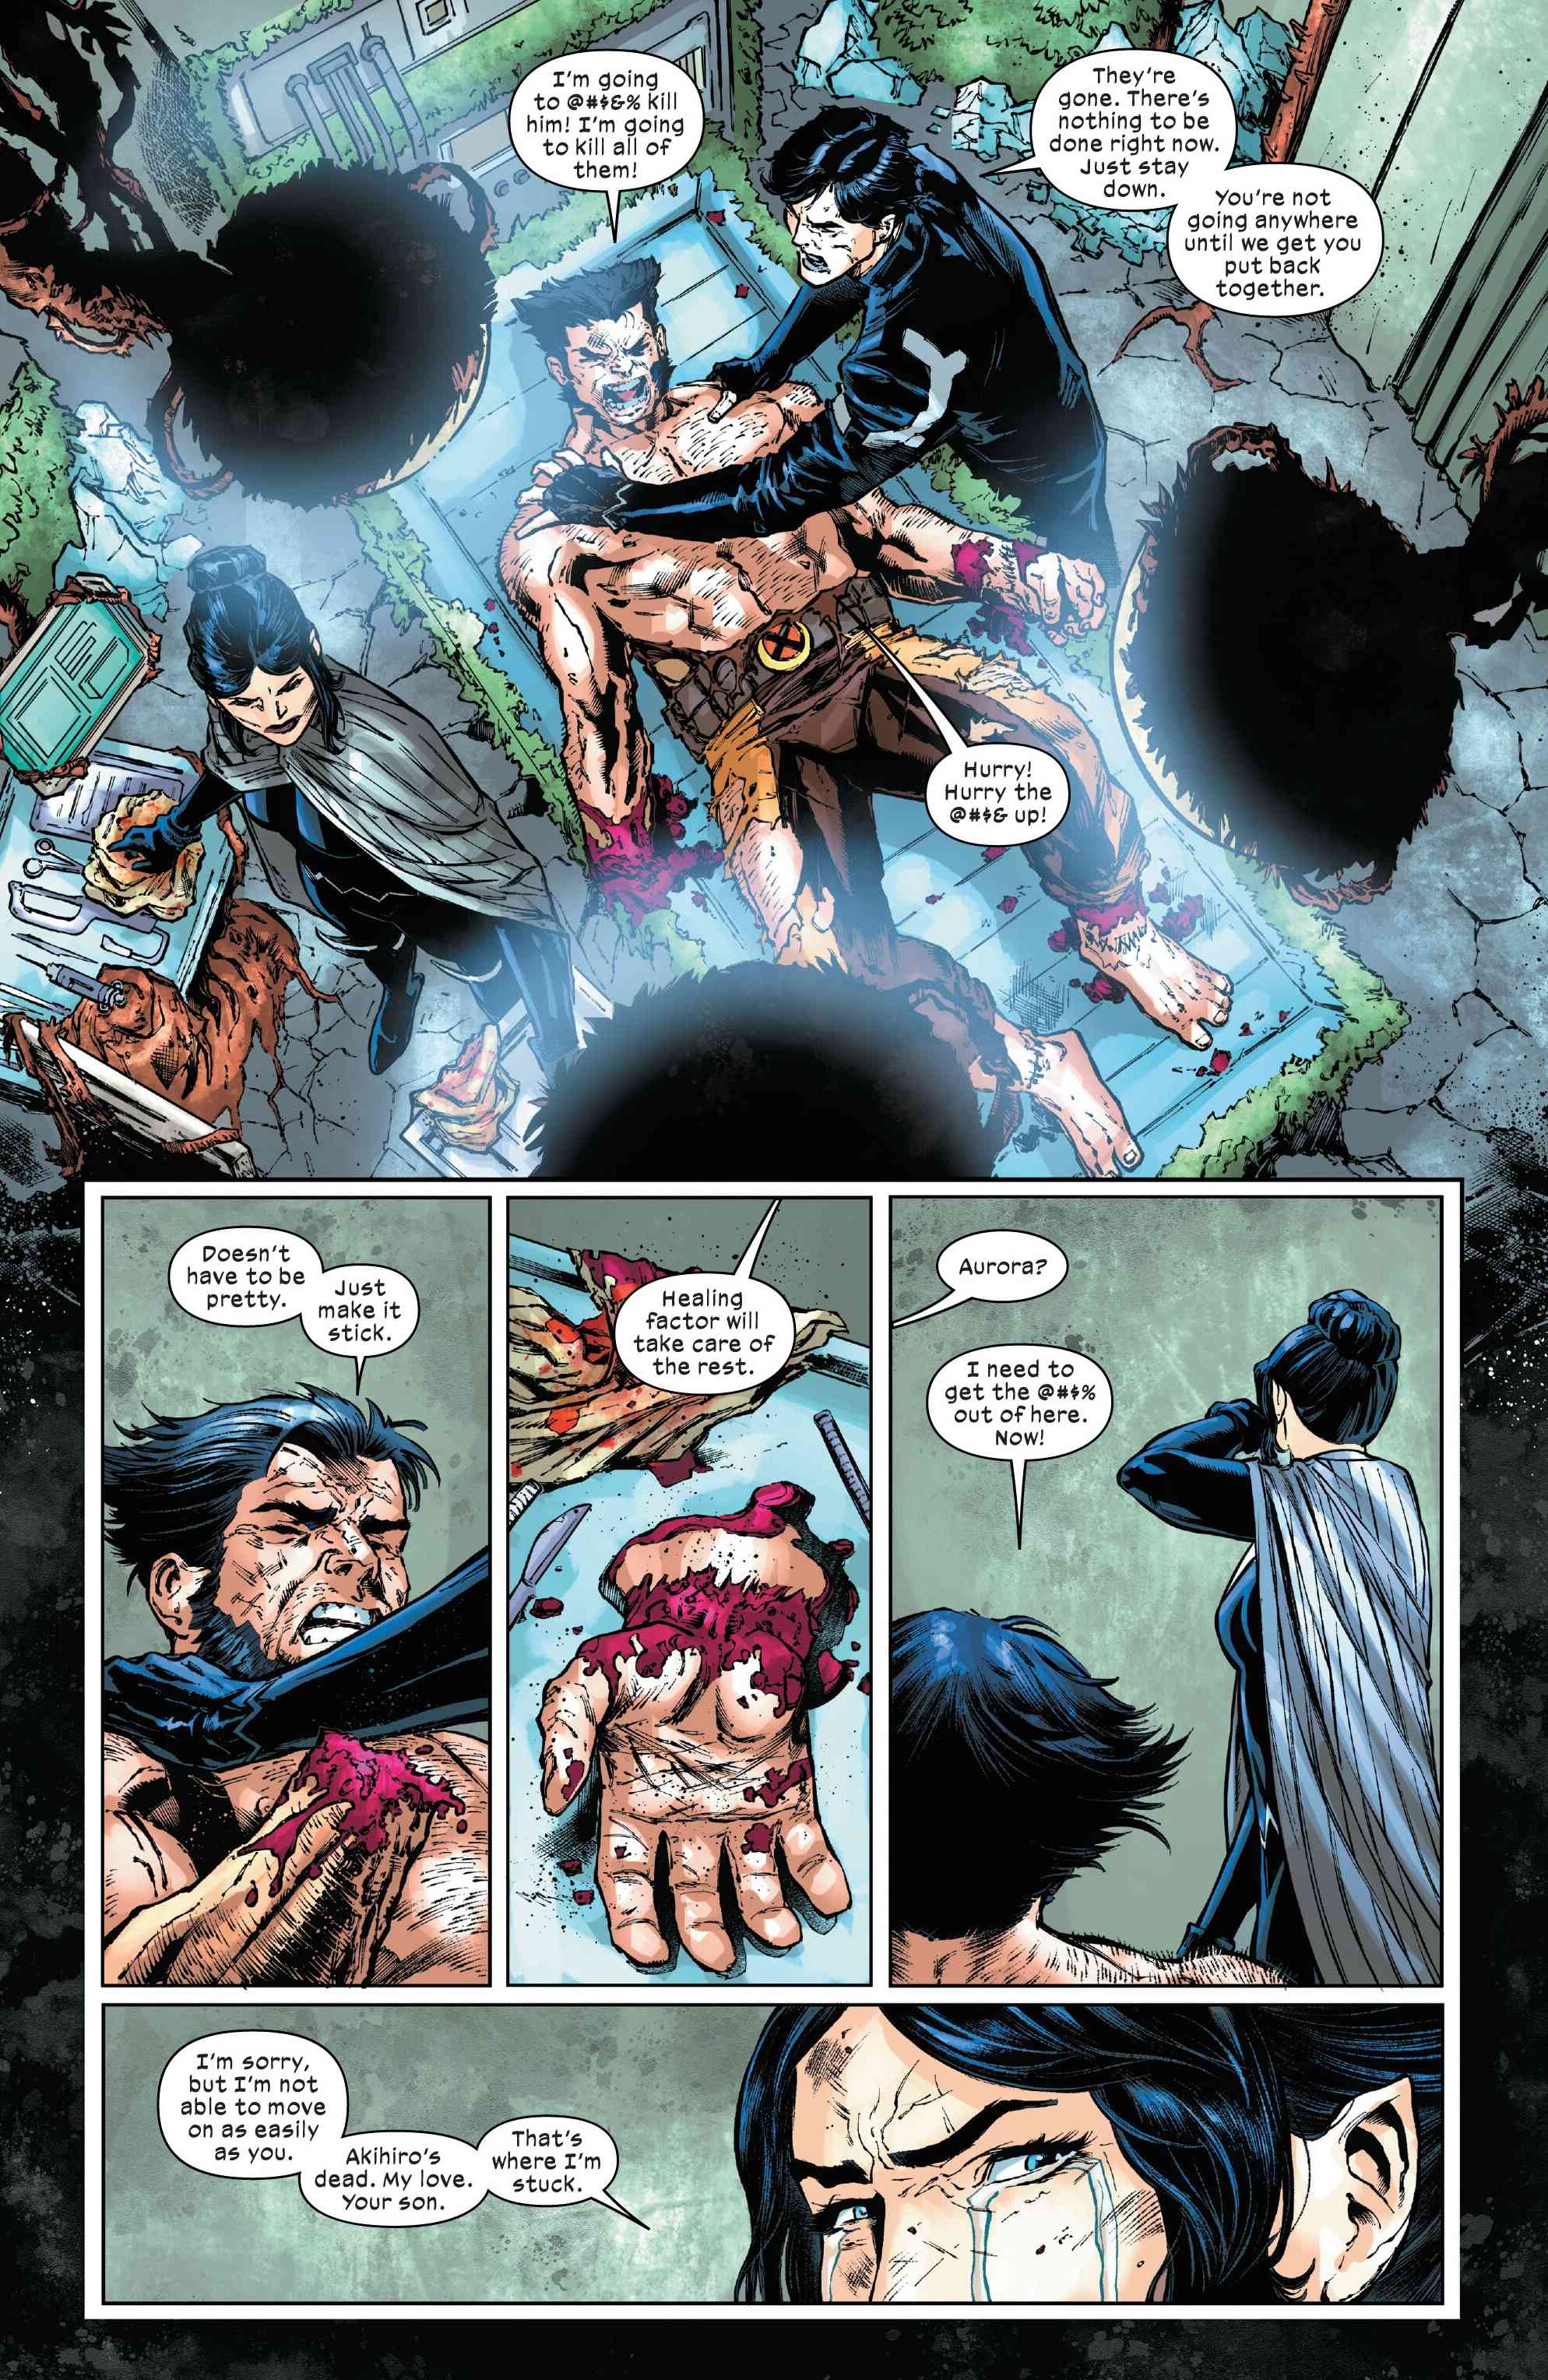 I'm going
to @#$&% kill
him! I'm going
to kill all of
them!
They're
gone. There's
nothing to be
done right now.
Just stay
down.
You're not
going anywhere
until we get you
put back
together.
Hurry!
Hurry the
@#$& up!
Doesn't
have to be
pretty.
Just
make it
stick.
Healing
factor will
take care of
the rest.
Aurora?
I need to
get the @#$%
out of here.
Now!
I'm sorry,
but I'm not
able to move
on as easily
as you.
Akihiro's
dead. My love.
Your son.
That's
where I'm
stuck.